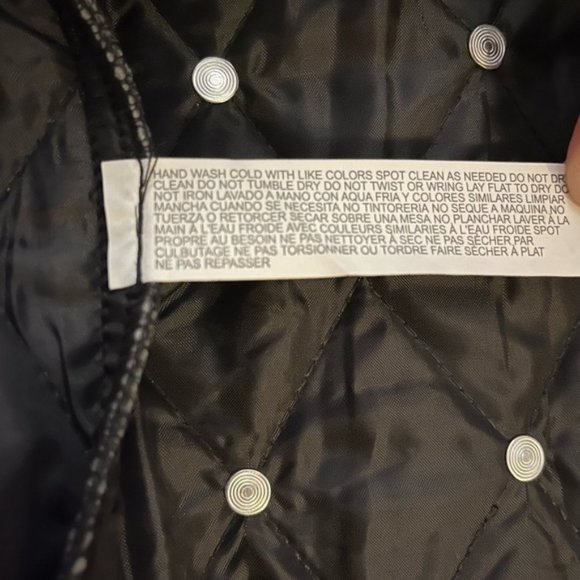 HAND WASH COLD WITH LIKE COLORS SPOT CLEAN AS NEEDED DO NOT DR
CLEAN DO NOT TUMBLE DRY DO NOT TWIST OR WRING LAY FLAT TO DRY DO
NOT IRON LAVADO A MANO CON AQUA FRIA Y COLORES SIMILARES LIMPIAR
MANCHA CUANDO SE NECESITA NO TINTORERIA NO SEQUE A MAQUINA NO
TUERZA O RETORCER SECAR SOBRE UNA MESA NO PLANCHAR LAVER À LA
MAIN À L'EAU FROIDE AVEC COULEURS SIMILARIES À L'EAU FROIDE SPOT
PROPRE AU BESOIN NE PAS NETTOYER À SEC NE PAS SÉCHER,PAR
CULBUTAGE NE PAS TORSIONNER OU TORDRE FAIRE SÉCHER À PLAT
NE PAS REPASSER